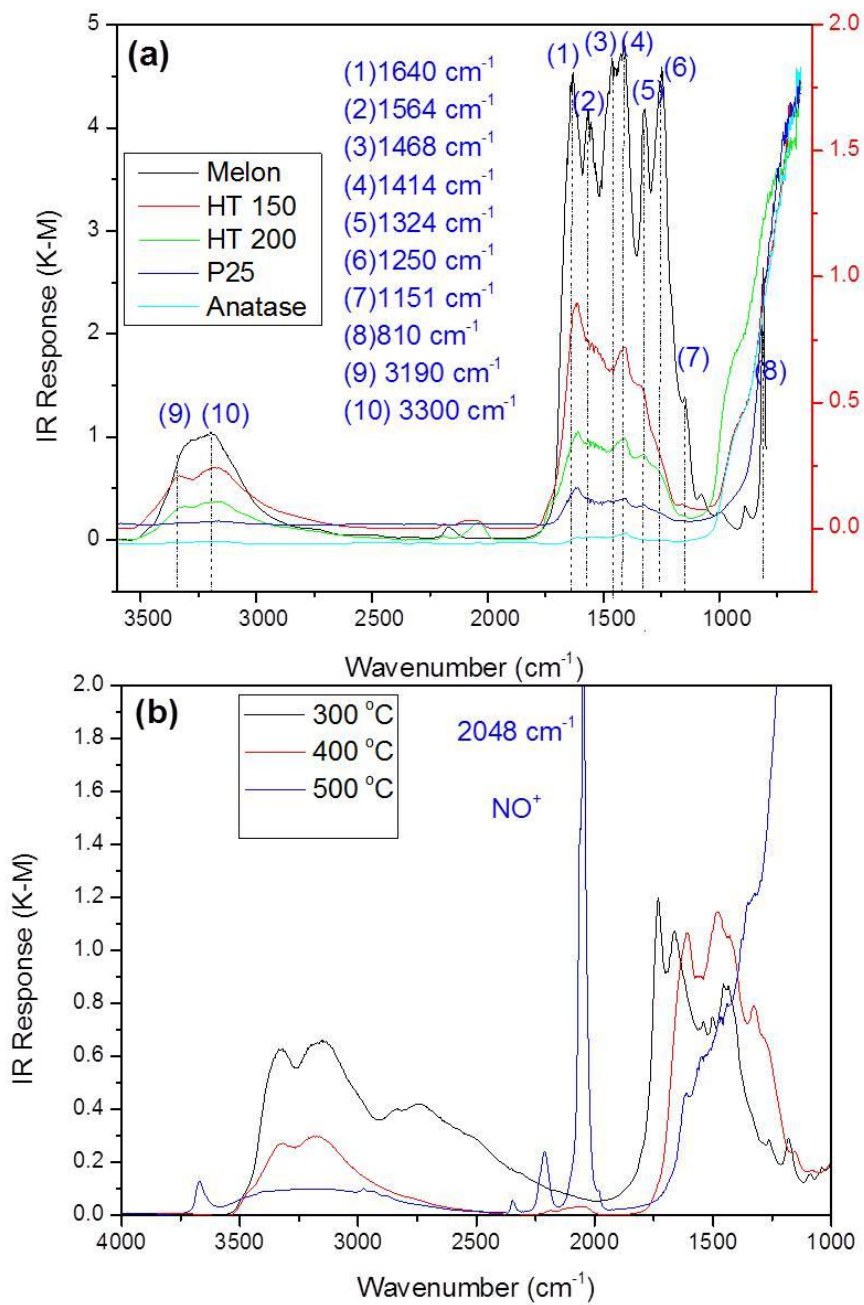 (a)
(1)1640 cm⁻¹
(2)1564 cm⁻¹
(3)1468 cm⁻¹
(4)1414 cm⁻¹
(5)1324 cm⁻¹
(6)1250 cm⁻¹
(7)1151 cm⁻¹
(8)810 cm⁻¹
(9) 3190 cm⁻¹
(10) 3300 cm⁻¹
Melon
HT 150
HT 200
P25
Anatase
(1)
(2)
(3)
(4)
(5)
(6)
(7)
(8)
(9) (10)
IR Response (K-M)
5
4
3
2
1
0
2.0
1.5
1.0
0.5
0.0
3500 3000 2500 2000 1500 1000
Wavenumber (cm⁻¹)
(b)
300 °C
400 °C
500 °C
2048 cm⁻¹
NO⁺
IR Response (K-M)
2.0
1.8
1.6
1.4
1.2
1.0
0.8
0.6
0.4
0.2
0.0
4000 3500 3000 2500 2000 1500 1000
Wavenumber (cm⁻¹)